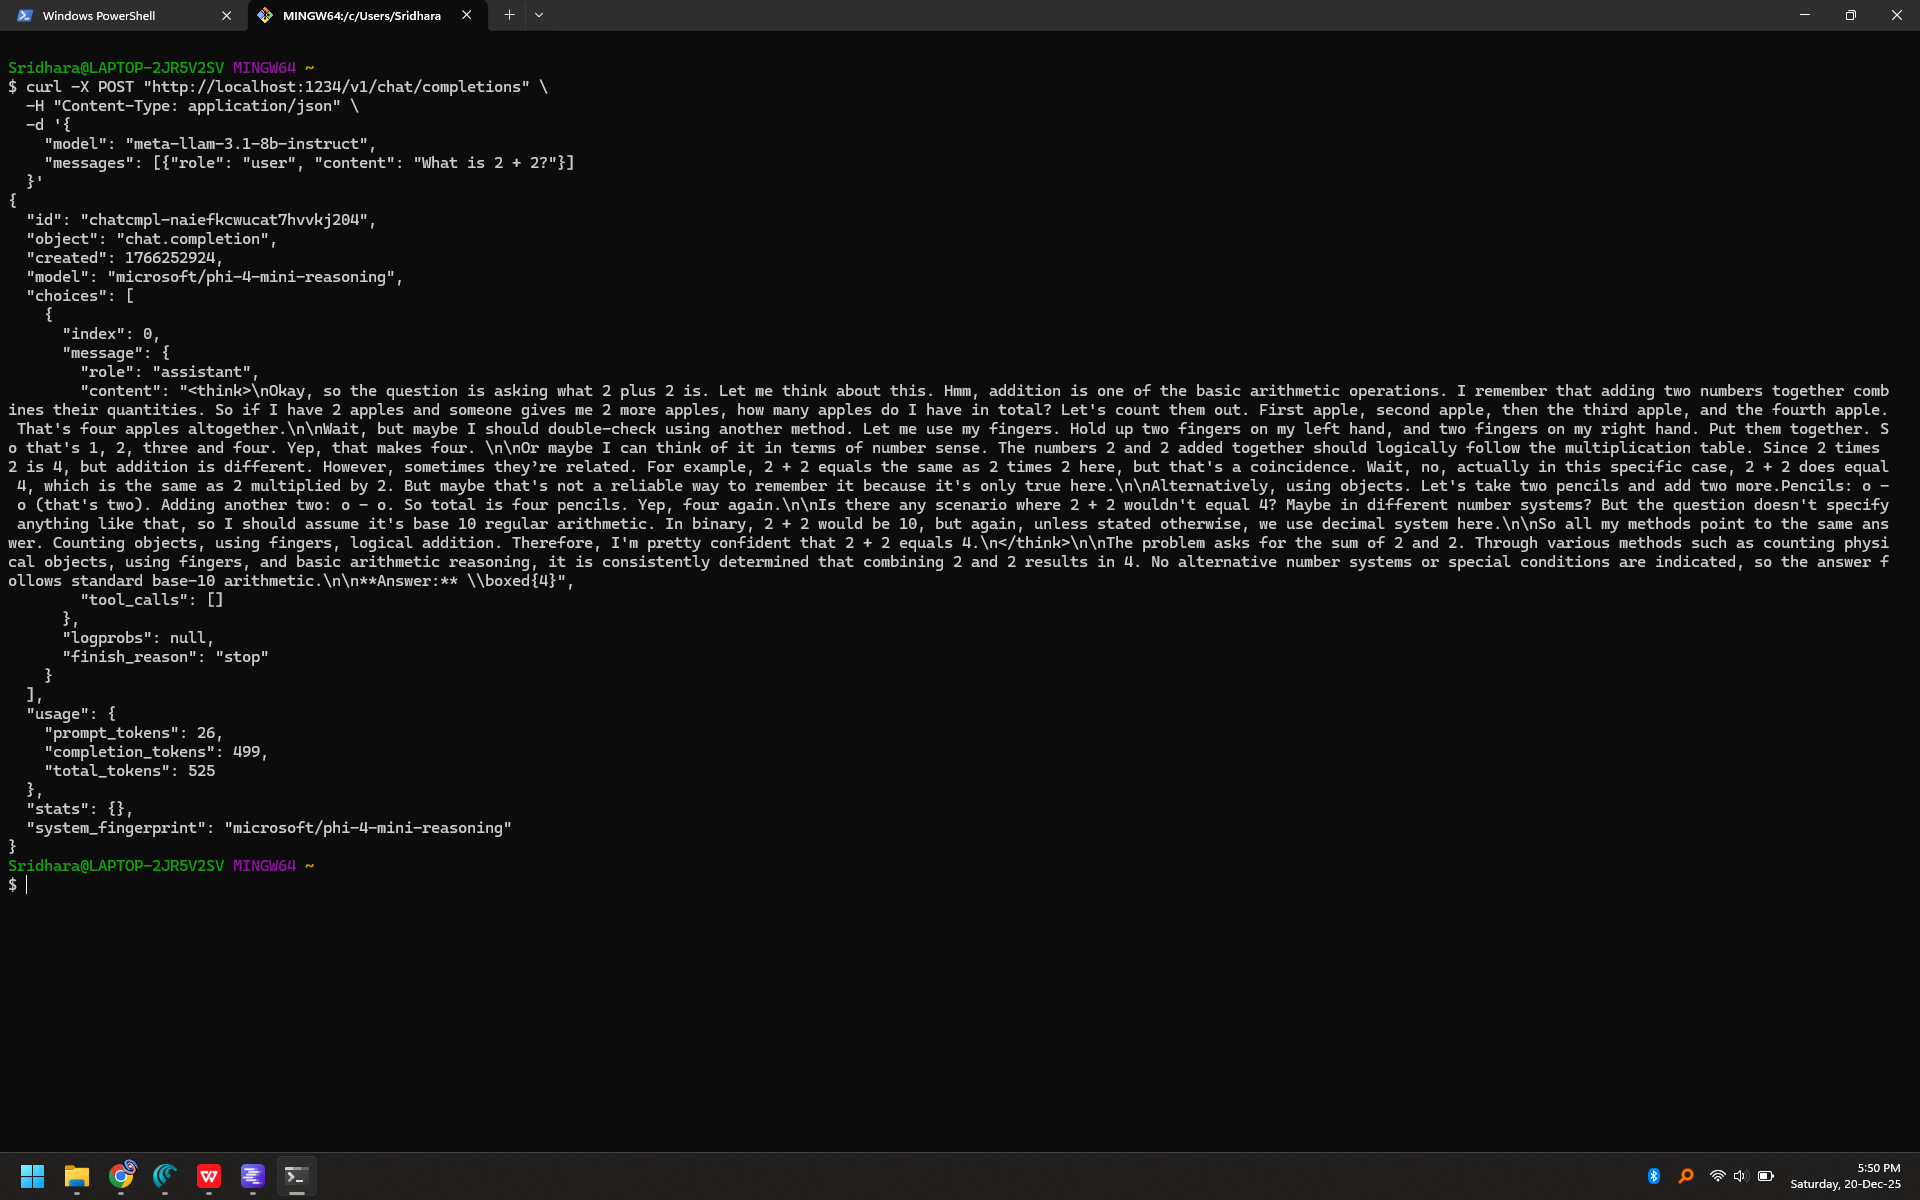 Windows PowerShell
MINGW64:/c/Users/Sridhara
Sridhara@LAPTOP-2JR5V2SV MINGW64 ~
$ curl -X POST "http://localhost:1234/v1/chat/completions" \
  -H "Content-Type: application/json" \
  -d '{
    "model": "meta-llam-3.1-8b-instruct",
    "messages": [{"role": "user", "content": "What is 2 + 2?"}]
  }'
{
  "id": "chatcmpl-naiefkcwucat7hvvkj204",
  "object": "chat.completion",
  "created": 1766252924,
  "model": "microsoft/phi-4-mini-reasoning",
  "choices": [
    {
      "index": 0,
      "message": {
        "role": "assistant",
        "content": "<think>\nOkay, so the question is asking what 2 plus 2 is. Let me think about this. Hmm, addition is one of the basic arithmetic operations. I remember that adding two numbers together comb
ines their quantities. So if I have 2 apples and someone gives me 2 more apples, how many apples do I have in total? Let's count them out. First apple, second apple, then the third apple, and the fourth apple.
 That's four apples altogether.\n\nWait, but maybe I should double-check using another method. Let me use my fingers. Hold up two fingers on my left hand, and two fingers on my right hand. Put them together. S
o that's 1, 2, three and four. Yep, that makes four. \n\nOr maybe I can think of it in terms of number sense. The numbers 2 and 2 added together should logically follow the multiplication table. Since 2 times
2 is 4, but addition is different. However, sometimes they’re related. For example, 2 + 2 equals the same as 2 times 2 here, but that's a coincidence. Wait, no, actually in this specific case, 2 + 2 does equal
 4, which is the same as 2 multiplied by 2. But maybe that's not a reliable way to remember it because it's only true here.\n\nAlternatively, using objects. Let's take two pencils and add two more.Pencils: o -
 o (that's two). Adding another two: o - o. So total is four pencils. Yep, four again.\n\nIs there any scenario where 2 + 2 wouldn't equal 4? Maybe in different number systems? But the question doesn't specify
 anything like that, so I should assume it's base 10 regular arithmetic. In binary, 2 + 2 would be 10, but again, unless stated otherwise, we use decimal system here.\n\nSo all my methods point to the same ans
wer. Counting objects, using fingers, logical addition. Therefore, I'm pretty confident that 2 + 2 equals 4.\n</think>\n\nThe problem asks for the sum of 2 and 2. Through various methods such as counting physi
cal objects, using fingers, and basic arithmetic reasoning, it is consistently determined that combining 2 and 2 results in 4. No alternative number systems or special conditions are indicated, so the answer f
ollows standard base-10 arithmetic.\n\n**Answer:** \\boxed{4}",
        "tool_calls": []
      },
      "logprobs": null,
      "finish_reason": "stop"
    }
  ],
  "usage": {
    "prompt_tokens": 26,
    "completion_tokens": 499,
    "total_tokens": 525
  },
  "stats": {},
  "system_fingerprint": "microsoft/phi-4-mini-reasoning"
}
Sridhara@LAPTOP-2JR5V2SV MINGW64 ~
$
5:50 PM
Saturday, 20-Dec-25